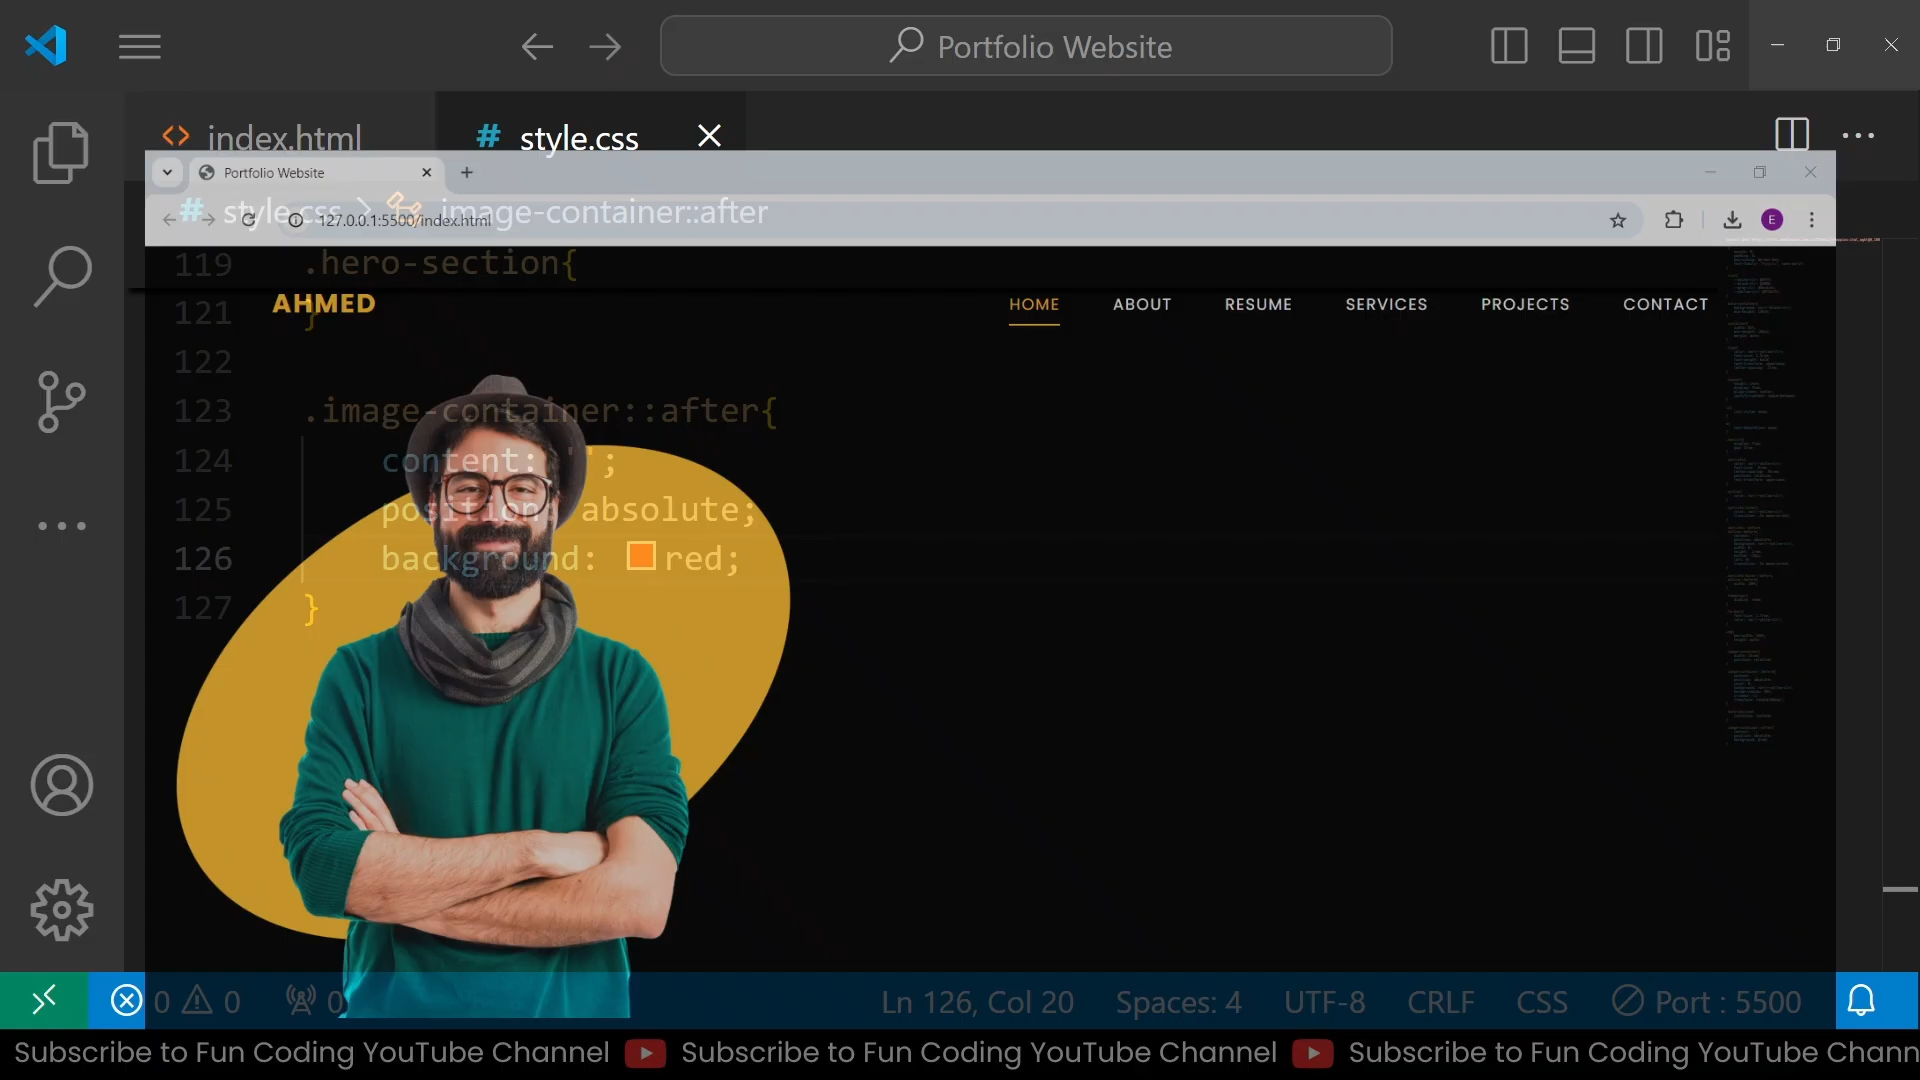 Portfolio Website
index.html
# style.css
Portfolio Website
# style.css > image-container::after
127.0.0.1:5500/index.html
E
119 .hero-section{
AHMED HOME ABOUT RESUME SERVICES PROJECTS CONTACT
121 }
122
123 .image-container::after{
124 content: '';
125 position: absolute;
126 background: red;
127 }
0 0 0
Ln 126, Col 20 Spaces: 4 UTF-8 CRLF CSS Port : 5500
Subscribe to Fun Coding YouTube Channel Subscribe to Fun Coding YouTube Channel Subscribe to Fun Coding YouTube Chann